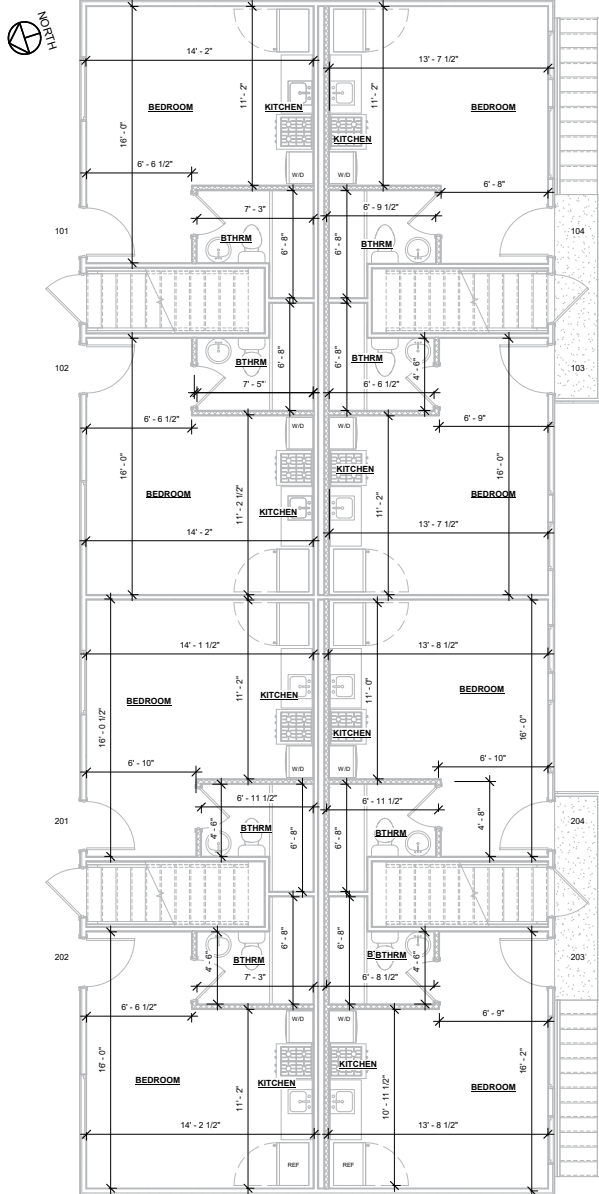 NORTH
14' - 2"
13' - 7 1/2"
BEDROOM
16' - 0"
11' - 2"
KITCHEN
11' - 2"
KITCHEN
BEDROOM
6' - 6 1/2"
W/D
W/D
6' - 8"
7' - 3"
6' - 9 1/2"
101
BTHRM
6' - 8"
6' - 8"
BTHRM
104
102
BTHRM
6' - 8"
6' - 8"
BTHRM
4' - 6"
103
7' - 5"
6' - 6 1/2"
6' - 6 1/2"
W/D
W/D
6' - 9"
16' - 0"
KITCHEN
16' - 0"
BEDROOM
11' - 2 1/2"
KITCHEN
11' - 2"
BEDROOM
14' - 2"
13' - 7 1/2"
14' - 1 1/2"
13' - 8 1/2"
BEDROOM
11' - 2"
KITCHEN
11' - 0"
BEDROOM
16' - 0 1/2"
KITCHEN
16' - 0"
6' - 10"
W/D
W/D
6' - 10"
6' - 11 1/2"
6' - 11 1/2"
201
4' - 6"
BTHRM
6' - 8"
6' - 8"
BTHRM
4' - 8"
204
202
4' - 6"
BTHRM
6' - 8"
6' - 8"
BTHRM
4' - 6"
203
7' - 3"
6' - 8 1/2"
6' - 6 1/2"
W/D
W/D
6' - 9"
16' - 0"
BEDROOM
11' - 2"
KITCHEN
KITCHEN
10' - 11 1/2"
BEDROOM
16' - 2"
14' - 2 1/2"
13' - 8 1/2"
REF
REF